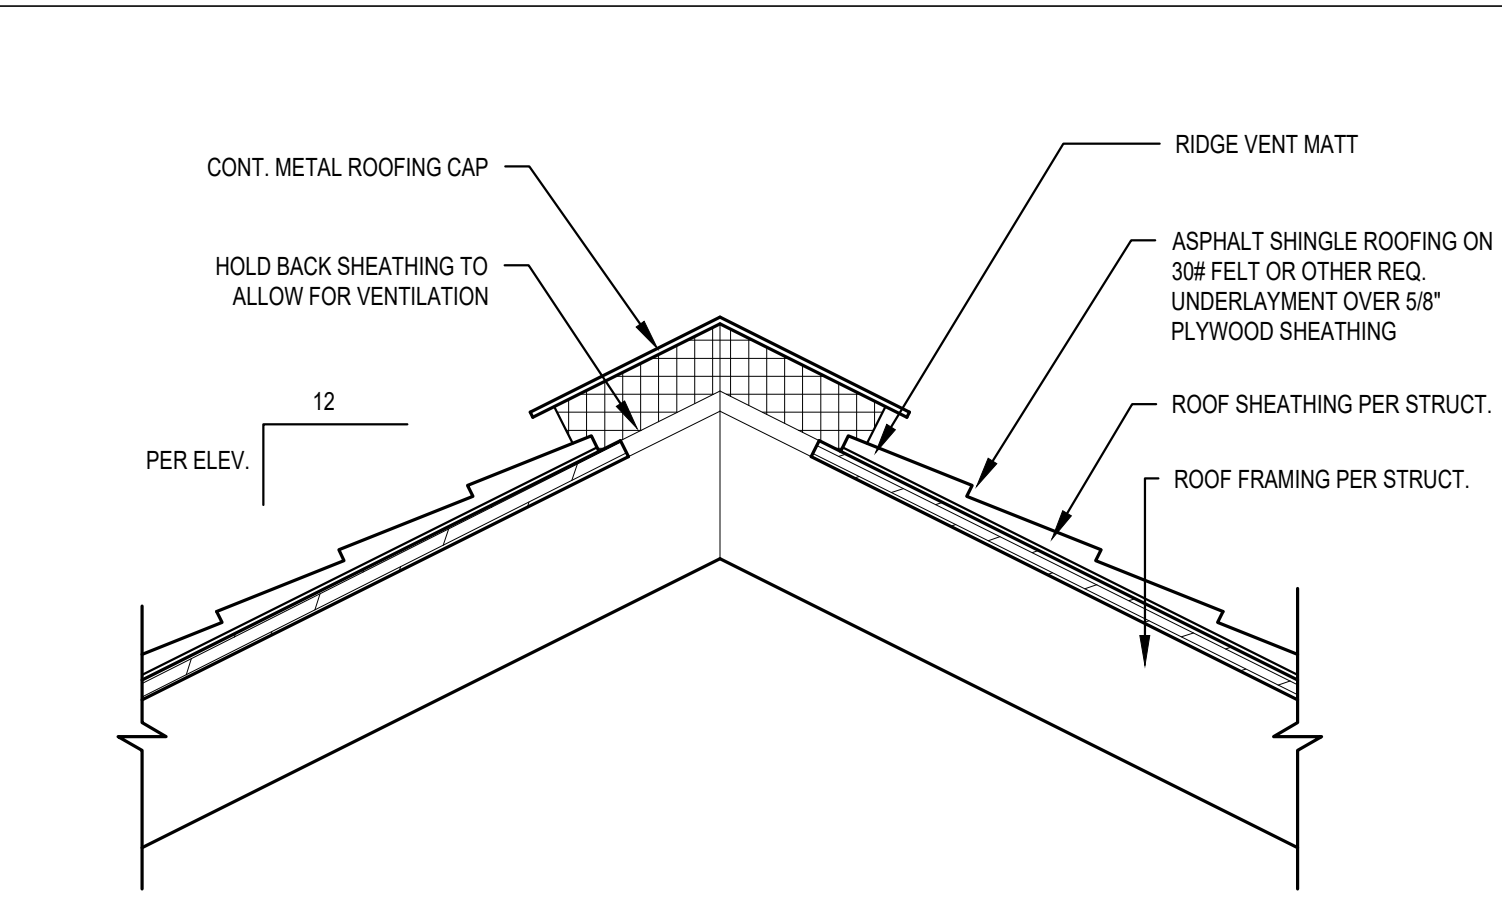 CONT. METAL ROOFING CAP
HOLD BACK SHEATHING TO
ALLOW FOR VENTILATION
12
PER ELEV.
RIDGE VENT MATT
ASPHALT SHINGLE ROOFING ON
30# FELT OR OTHER REQ.
UNDERLAYMENT OVER 5/8"
PLYWOOD SHEATHING
ROOF SHEATHING PER STRUCT.
ROOF FRAMING PER STRUCT.